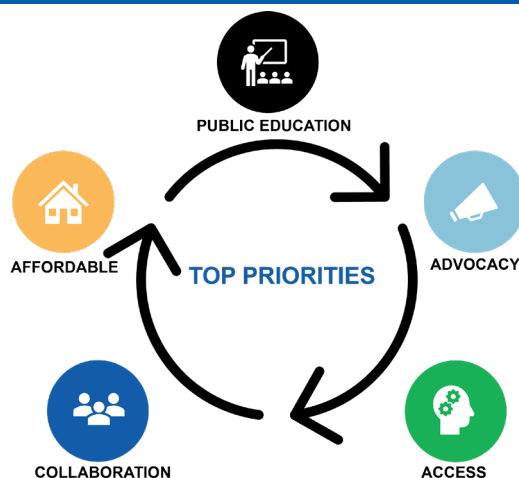 PUBLIC EDUCATION
AFFORDABLE
ADVOCACY
TOP PRIORITIES
COLLABORATION
ACCESS